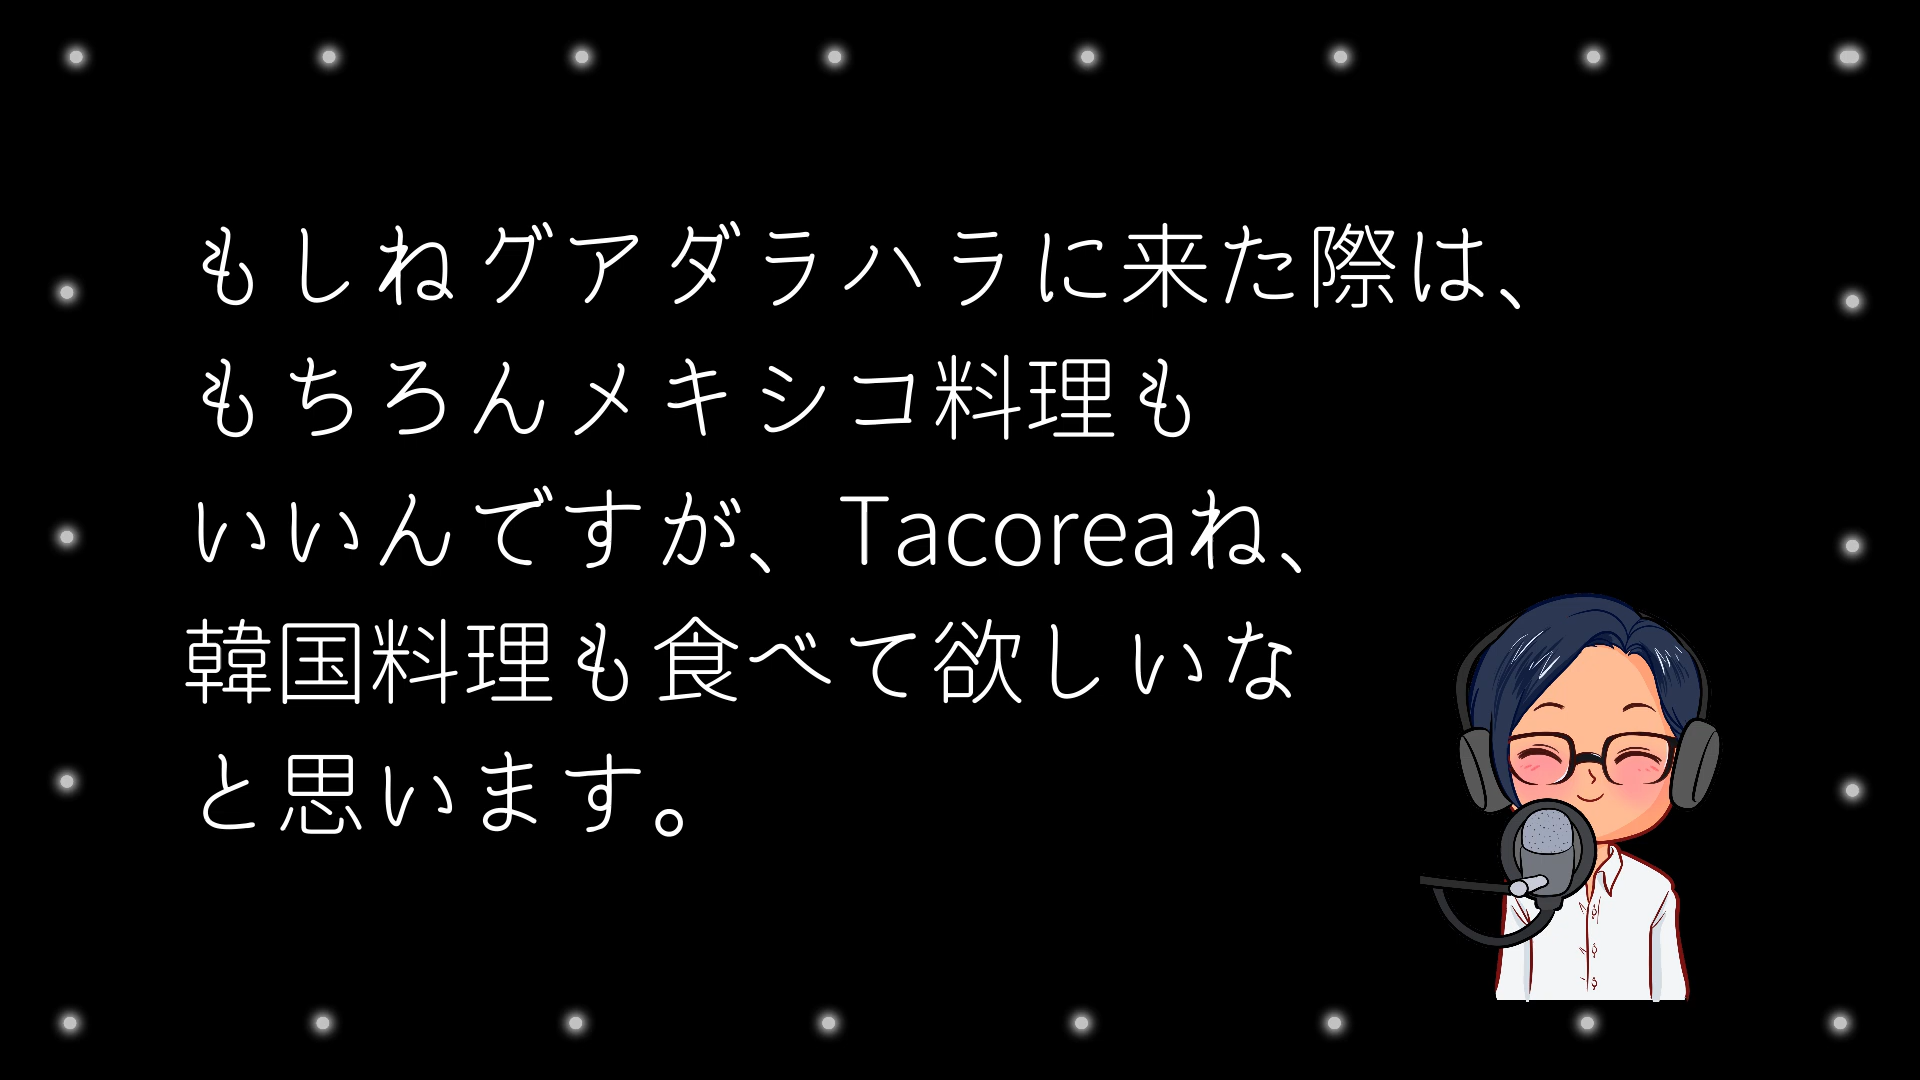 もしねグアダラハラに来た際は、
もちろんメキシコ料理も
いいんですが、Tacoreaね、
韓国料理も食べて欲しいな
と思います。